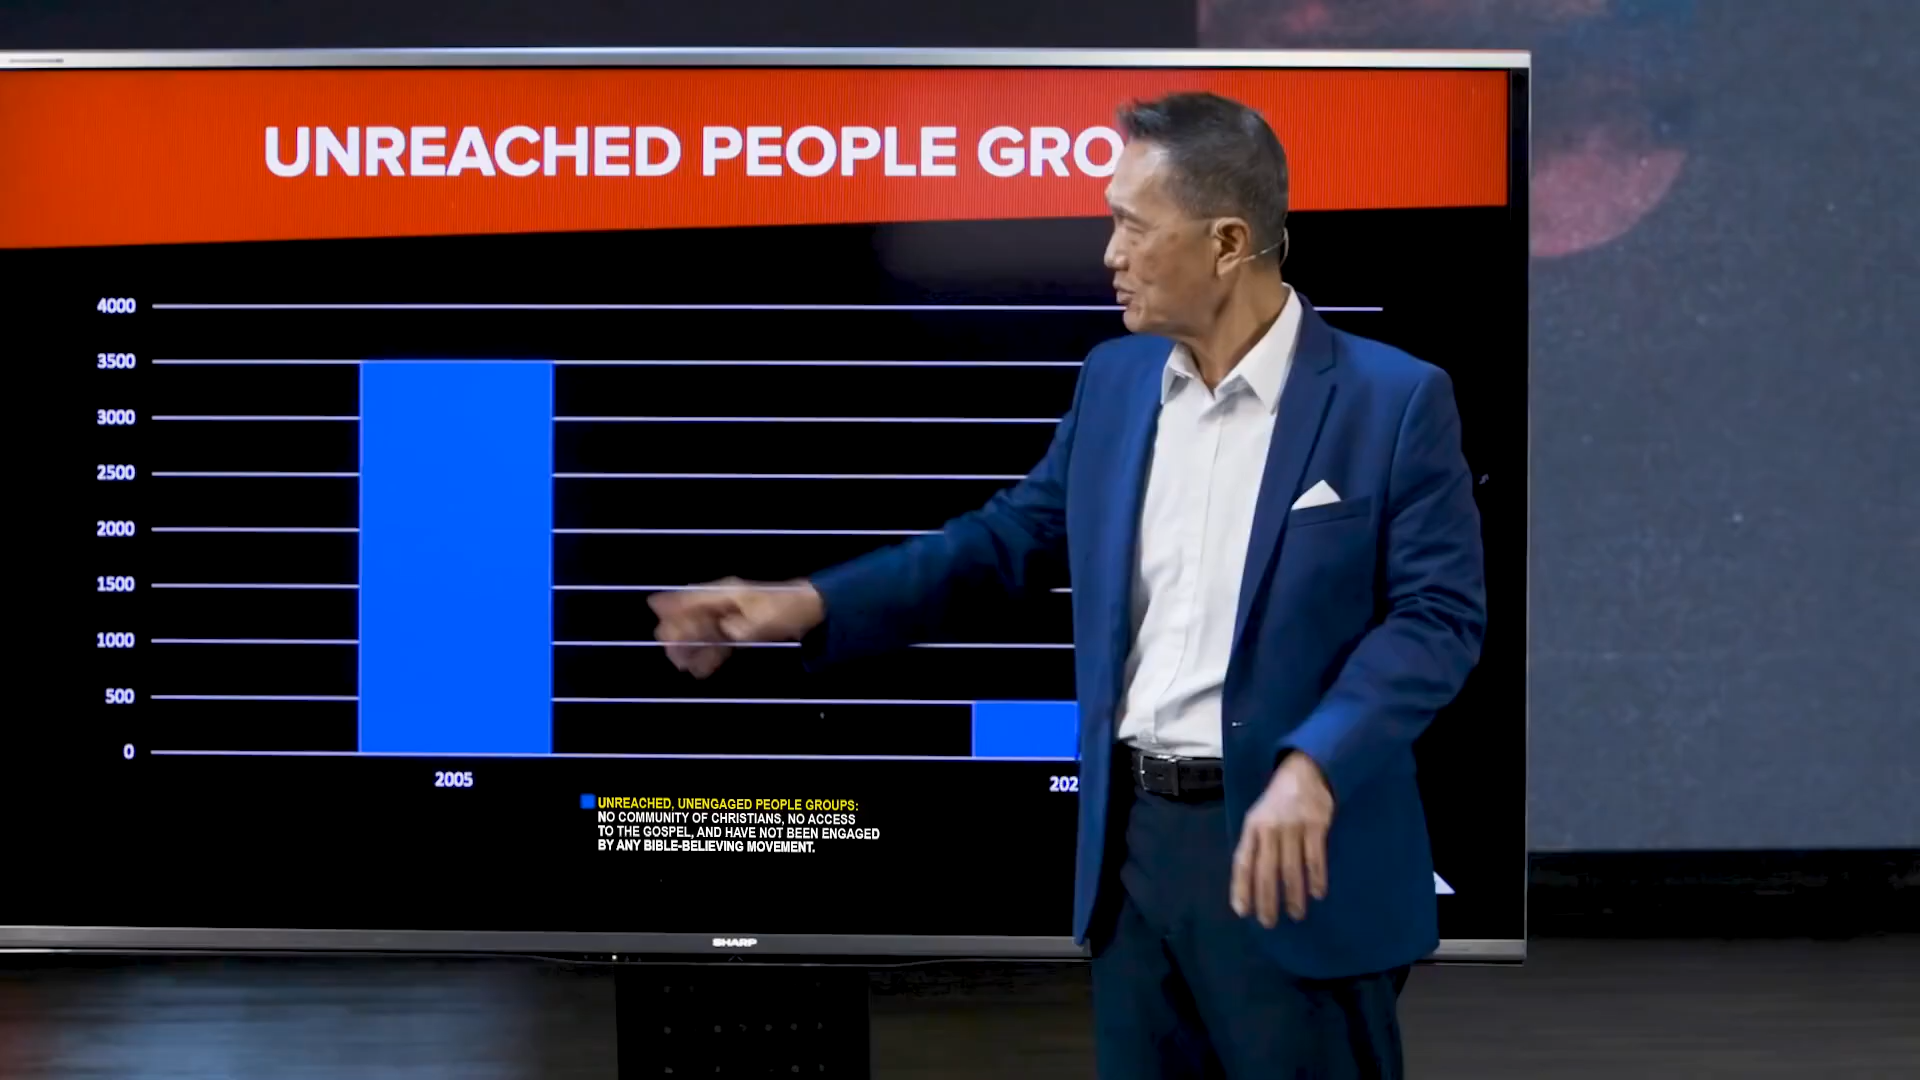 UNREACHED PEOPLE GRO
4000
3500
3000
2500
2000
1500
1000
500
0
2005
202
UNREACHED, UNENGAGED PEOPLE GROUPS:
NO COMMUNITY OF CHRISTIANS, NO ACCESS
TO THE GOSPEL, AND HAVE NOT BEEN ENGAGED
BY ANY BIBLE-BELIEVING MOVEMENT.
SHARP